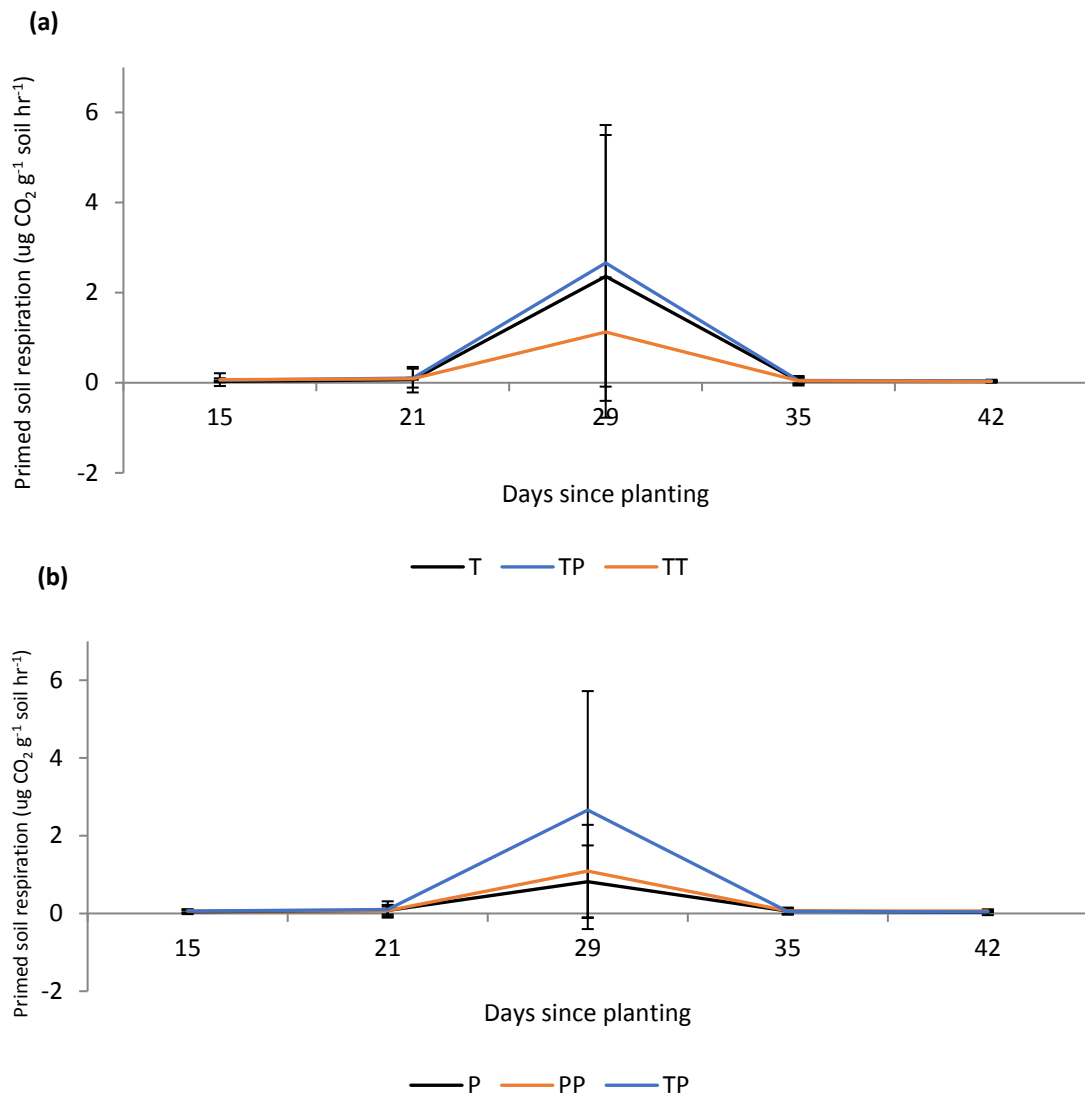 (a)
Primed soil respiration (ug CO₂ g⁻¹ soil hr⁻¹)
6
4
2
0
-2
15 21 29 35 42
Days since planting
T TP TT
(b)
Primed soil respiration (ug CO₂ g⁻¹ soil hr⁻¹)
6
4
2
0
-2
15 21 29 35 42
Days since planting
P PP TP